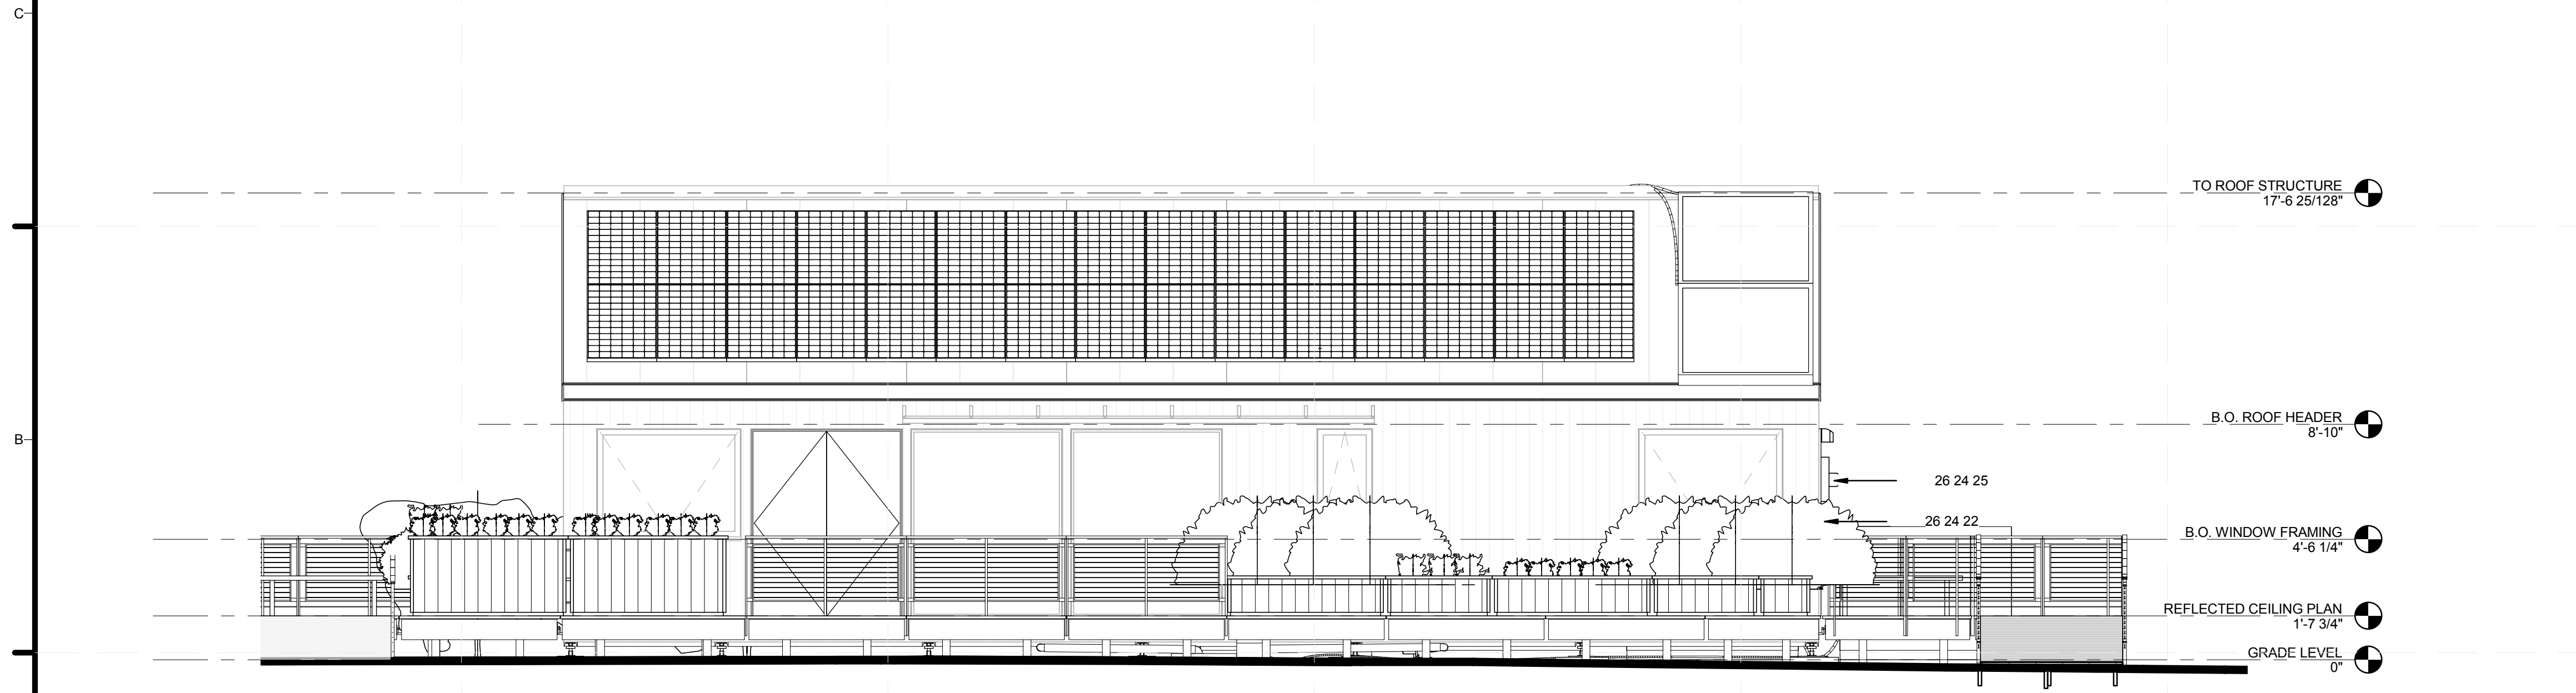 C
TO ROOF STRUCTURE
17'-6 25/128"
B.O. ROOF HEADER
8'-10"
B
26 24 25
26 24 22
B.O. WINDOW FRAMING
4'-6 1/4"
REFLECTED CEILING PLAN
1'-7 3/4"
GRADE LEVEL
0"